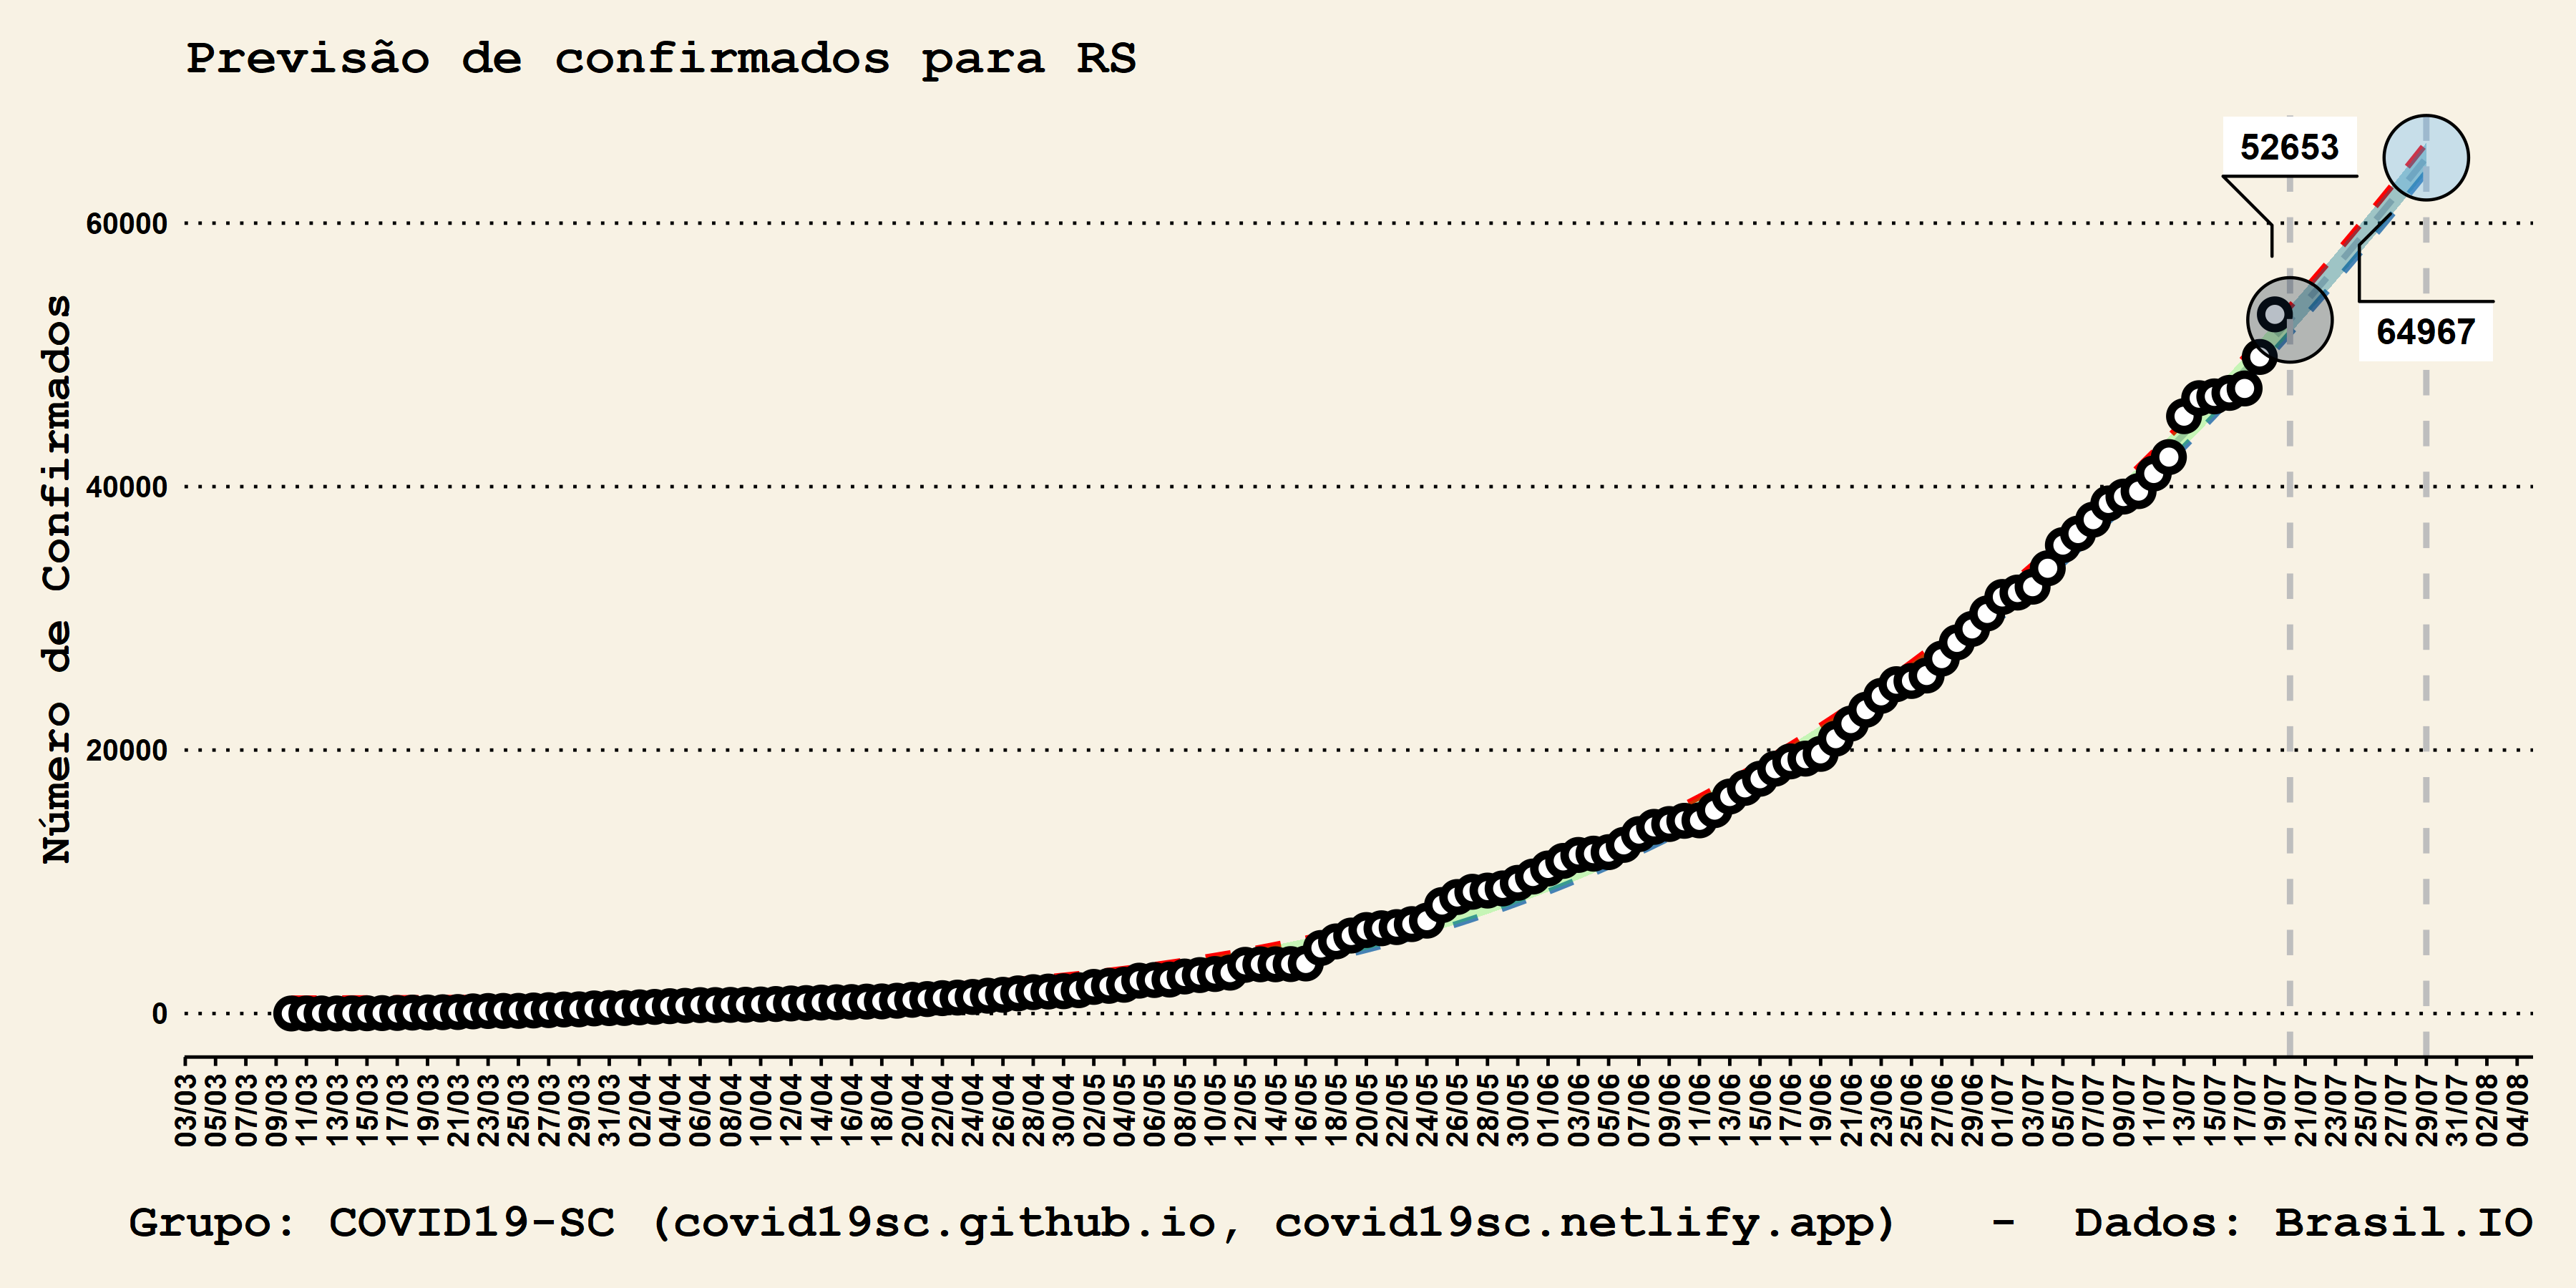 Previsão de confirmados para RS
52653
64967
Número de Confirmados
60000
40000
20000
0
03/03 05/03 07/03 09/03 11/03 13/03 15/03 17/03 19/03 21/03 23/03 25/03 27/03 29/03 31/03 02/04 04/04 06/04 08/04 10/04 12/04 14/04 16/04 18/04 20/04 22/04 24/04 26/04 28/04 30/04 02/05 04/05 06/05 08/05 10/05 12/05 14/05 16/05 18/05 20/05 22/05 24/05 26/05 28/05 30/05 01/06 03/06 05/06 07/06 09/06 11/06 13/06 15/06 17/06 19/06 21/06 23/06 25/06 27/06 29/06 01/07 03/07 05/07 07/07 09/07 11/07 13/07 15/07 17/07 19/07 21/07 23/07 25/07 27/07 29/07 31/07 02/08 04/08
Grupo: COVID19-SC (covid19sc.github.io, covid19sc.netlify.app) - Dados: Brasil.IO